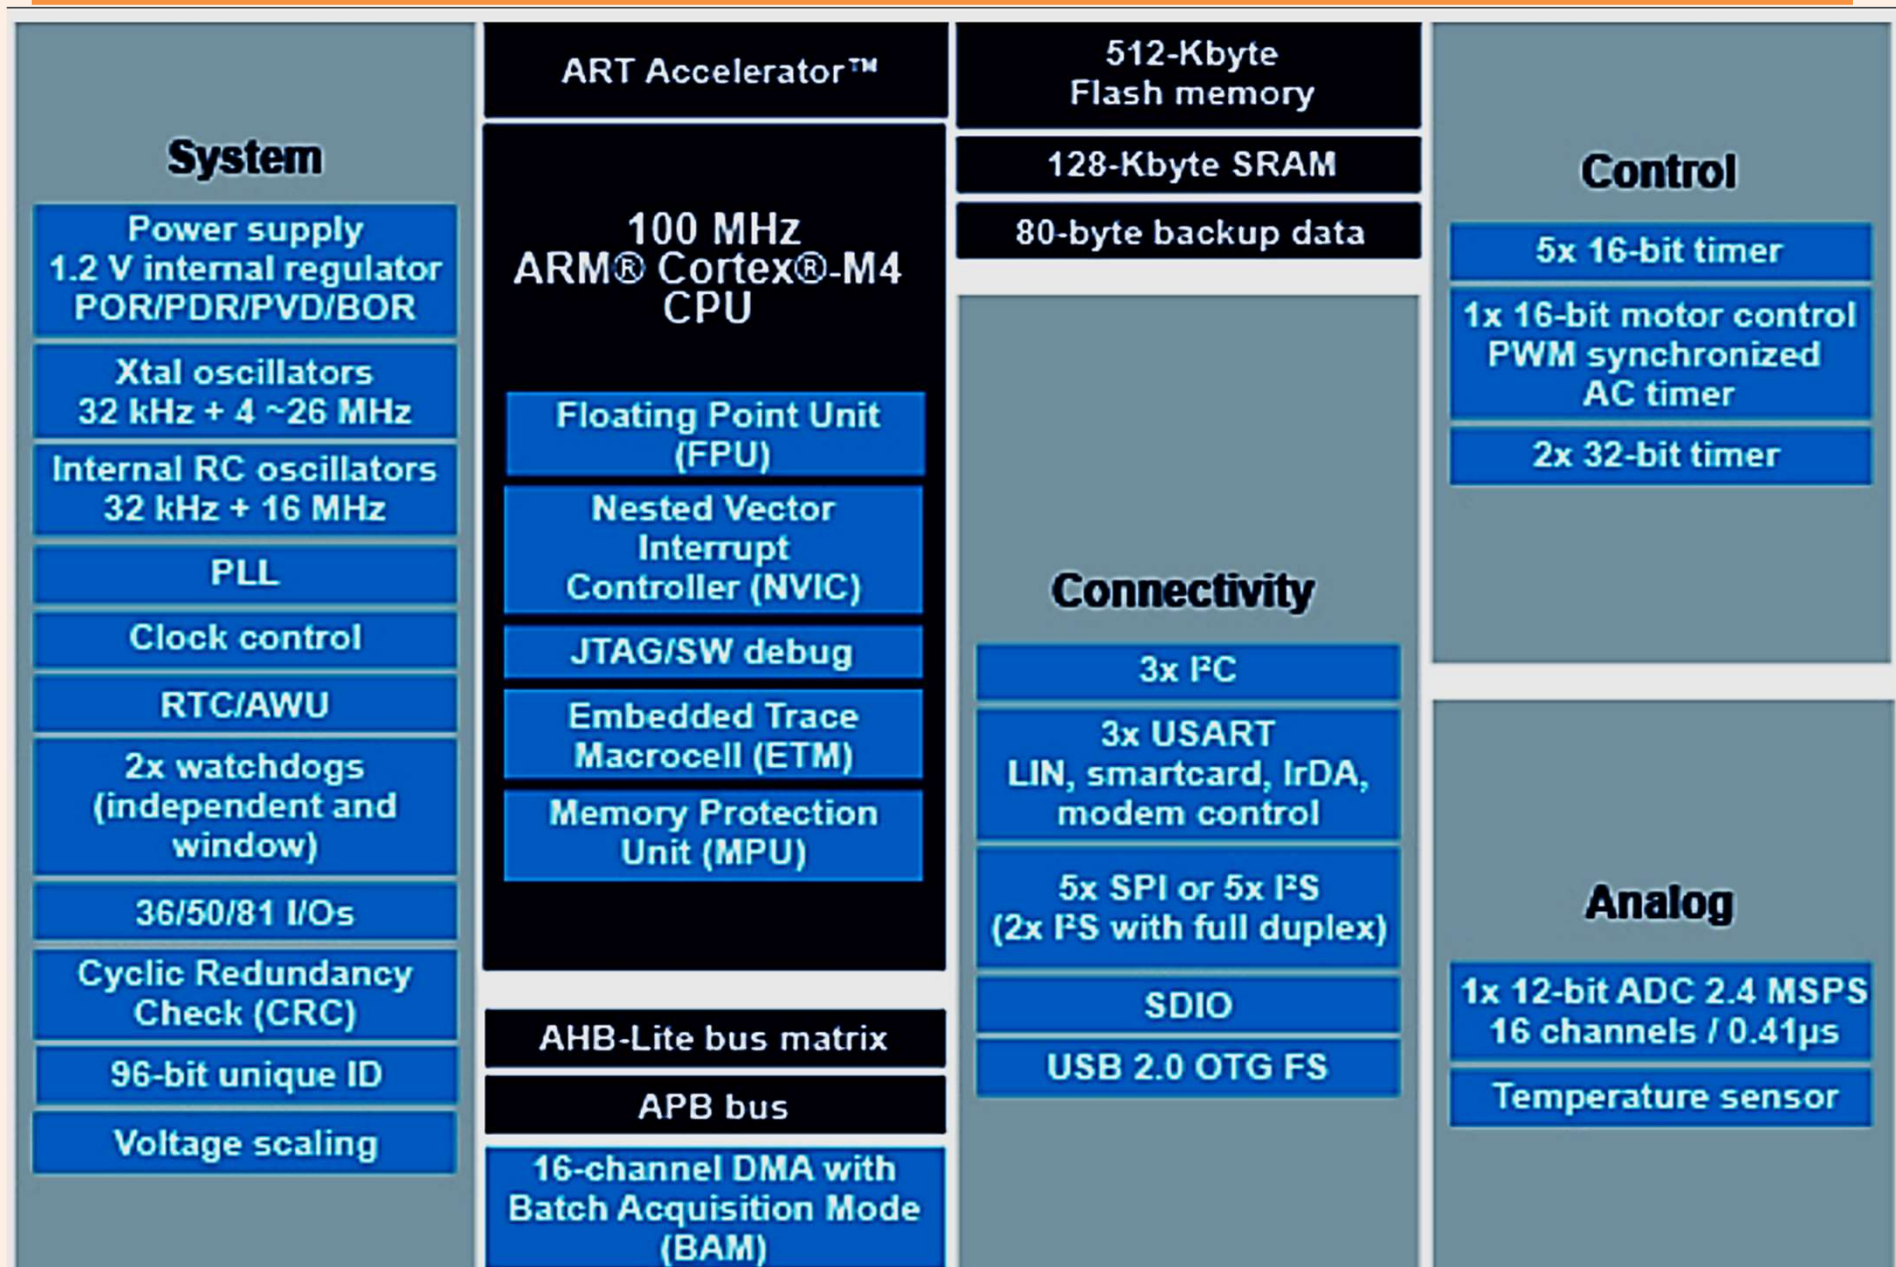 System
Power supply
1.2 V internal regulator
POR/PDR/PVD/BOR
Xtal oscillators
32 kHz + 4 ~26 MHz
Internal RC oscillators
32 kHz + 16 MHz
PLL
Clock control
RTC/AWU
2x watchdogs
(independent and
window)
36/50/81 I/Os
Cyclic Redundancy
Check (CRC)
96-bit unique ID
Voltage scaling
ART Accelerator™
100 MHz
ARM® Cortex®-M4
CPU
Floating Point Unit
(FPU)
Nested Vector
Interrupt
Controller (NVIC)
JTAG/SW debug
Embedded Trace
Macrocell (ETM)
Memory Protection
Unit (MPU)
AHB-Lite bus matrix
APB bus
16-channel DMA with
Batch Acquisition Mode
(BAM)
512-Kbyte
Flash memory
128-Kbyte SRAM
80-byte backup data
Connectivity
3x I²C
3x USART
LIN, smartcard, IrDA,
modem control
5x SPI or 5x I²S
(2x I²S with full duplex)
SDIO
USB 2.0 OTG FS
Control
5x 16-bit timer
1x 16-bit motor control
PWM synchronized
AC timer
2x 32-bit timer
Analog
1x 12-bit ADC 2.4 MSPS
16 channels / 0.41µs
Temperature sensor